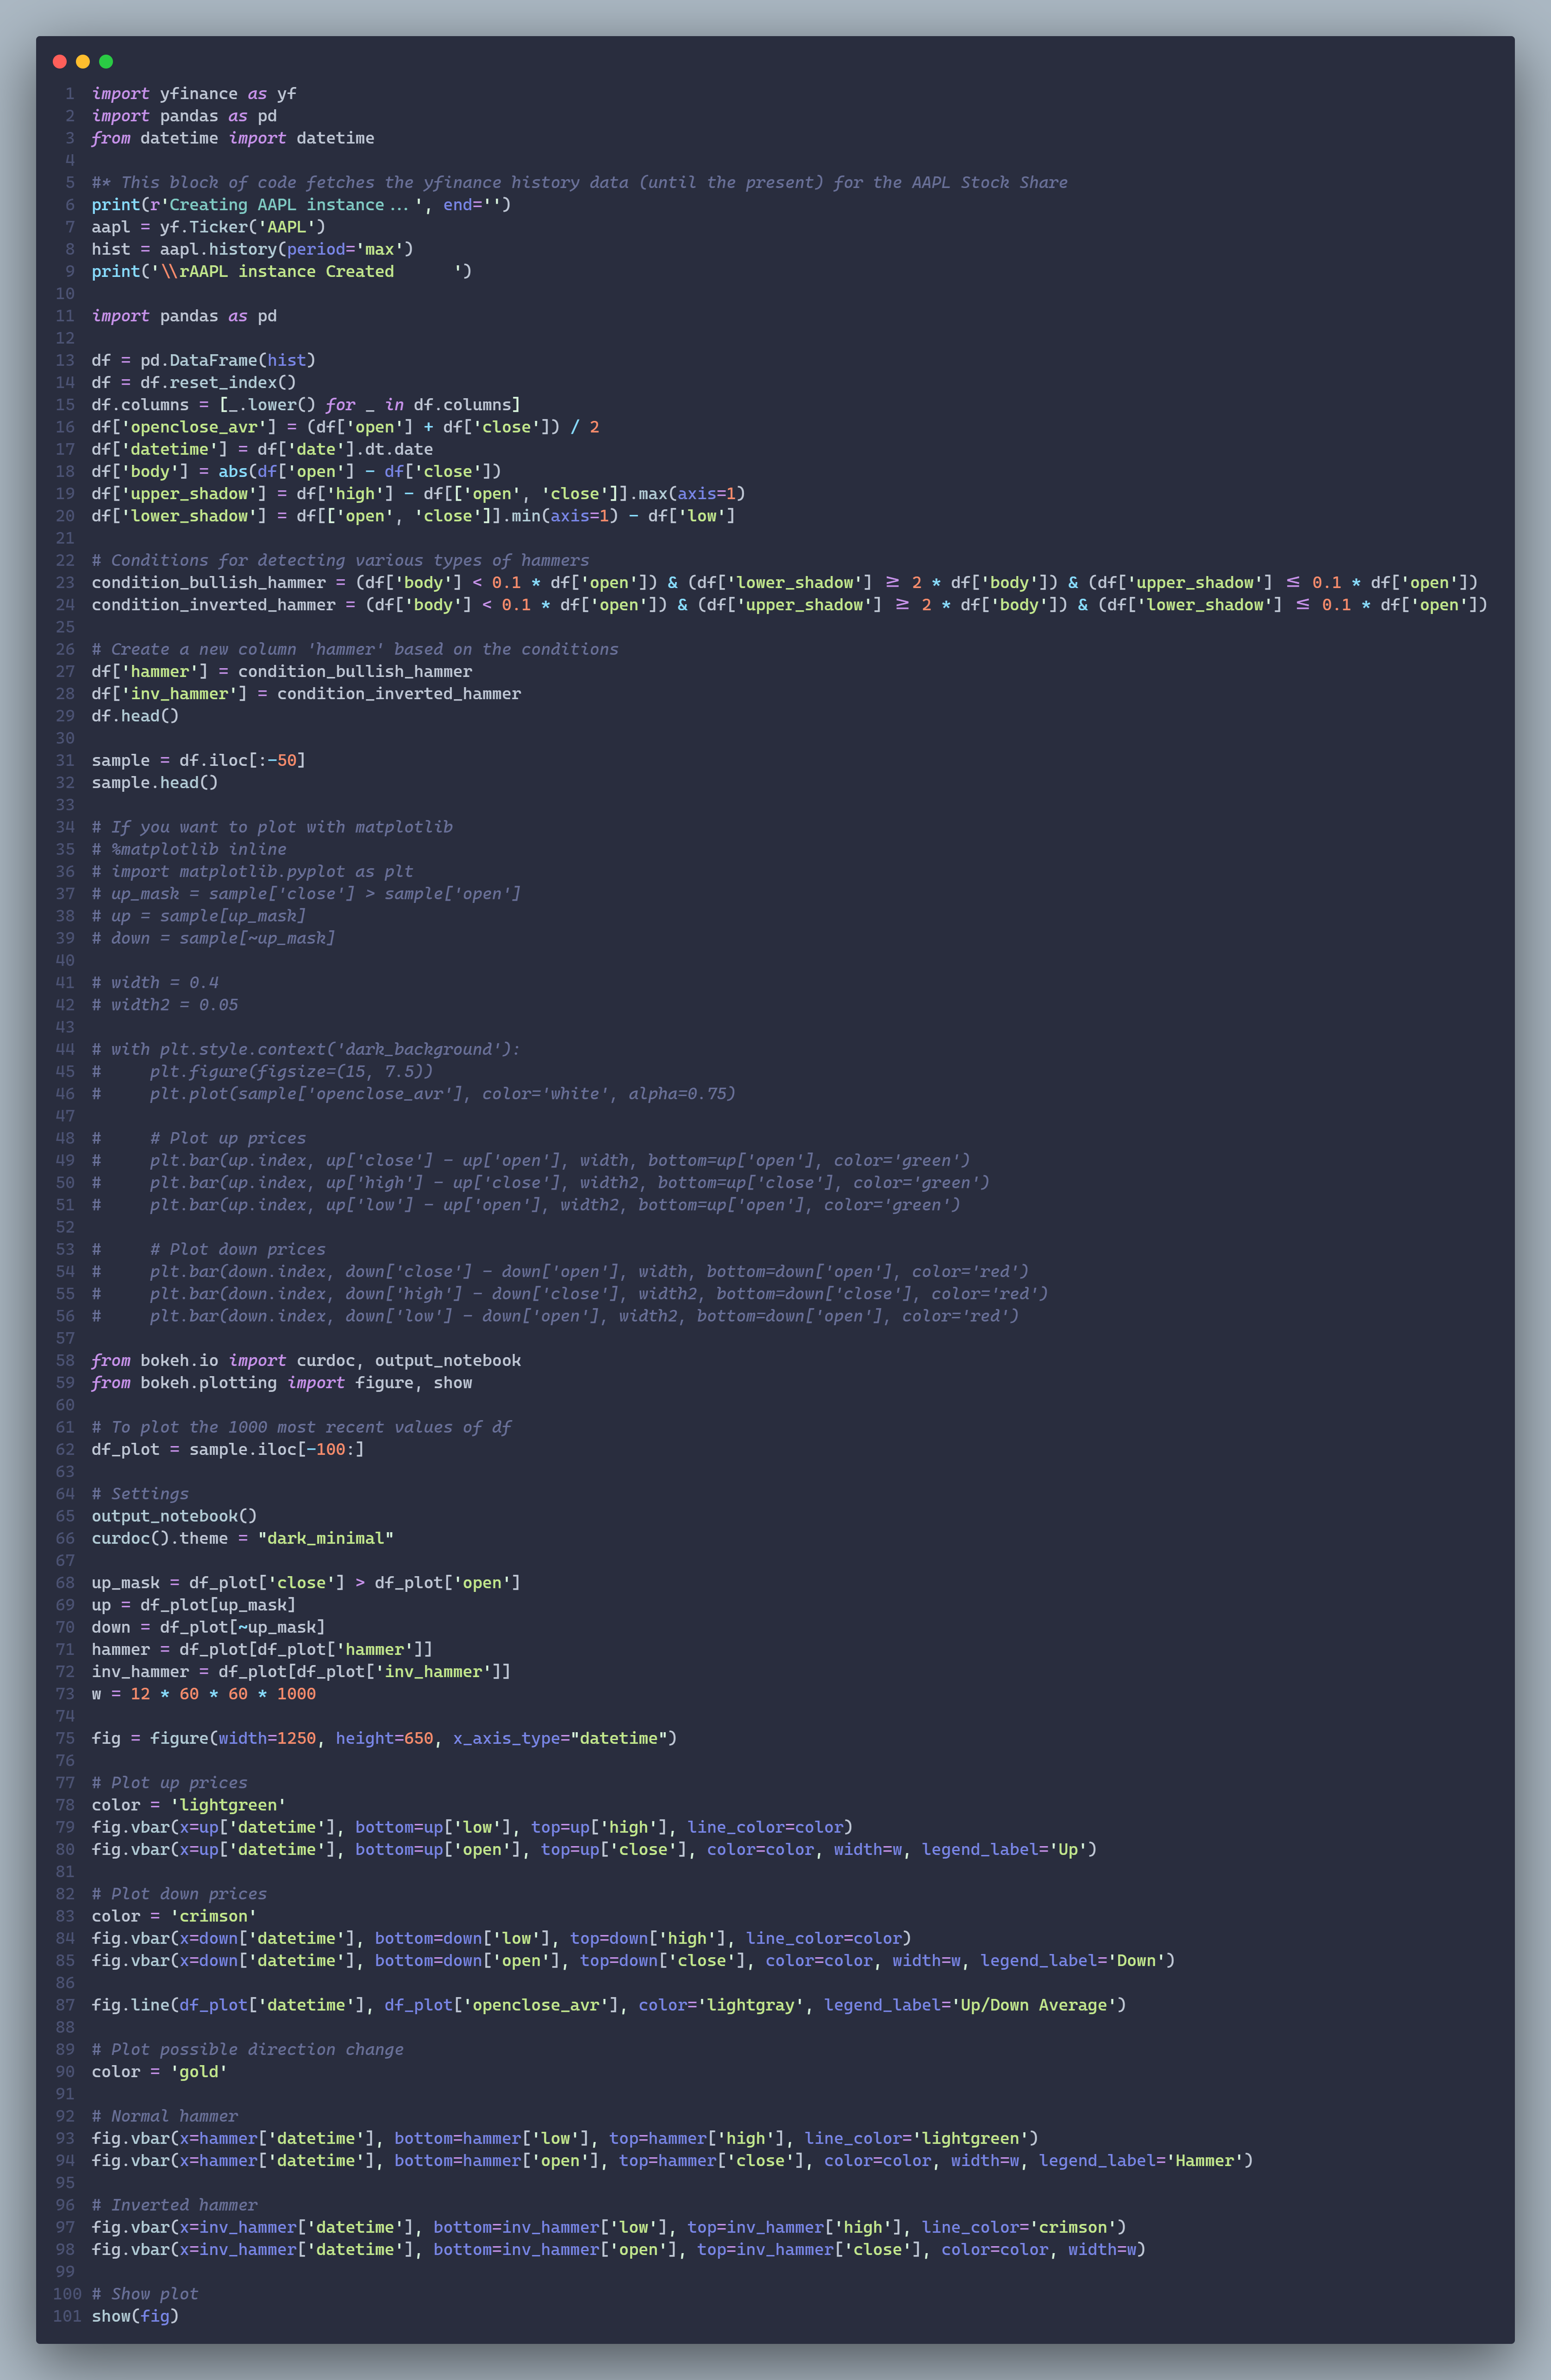 1 import yfinance as yf
2 import pandas as pd
3 from datetime import datetime
4
5 #* This block of code fetches the yfinance history data (until the present) for the AAPL Stock Share
6 print(r'Creating AAPL instance...', end='')
7 aapl = yf.Ticker('AAPL')
8 hist = aapl.history(period='max')
9 print('\\rAAPL instance Created      ')
10
11 import pandas as pd
12
13 df = pd.DataFrame(hist)
14 df = df.reset_index()
15 df.columns = [_.lower() for _ in df.columns]
16 df['openclose_avr'] = (df['open'] + df['close']) / 2
17 df['datetime'] = df['date'].dt.date
18 df['body'] = abs(df['open'] - df['close'])
19 df['upper_shadow'] = df['high'] - df[['open', 'close']].max(axis=1)
20 df['lower_shadow'] = df[['open', 'close']].min(axis=1) - df['low']
21
22 # Conditions for detecting various types of hammers
23 condition_bullish_hammer = (df['body'] < 0.1 * df['open']) & (df['lower_shadow'] ≥ 2 * df['body']) & (df['upper_shadow'] ≤ 0.1 * df['open'])
24 condition_inverted_hammer = (df['body'] < 0.1 * df['open']) & (df['upper_shadow'] ≥ 2 * df['body']) & (df['lower_shadow'] ≤ 0.1 * df['open'])
25
26 # Create a new column 'hammer' based on the conditions
27 df['hammer'] = condition_bullish_hammer
28 df['inv_hammer'] = condition_inverted_hammer
29 df.head()
30
31 sample = df.iloc[:-50]
32 sample.head()
33
34 # If you want to plot with matplotlib
35 # %matplotlib inline
36 # import matplotlib.pyplot as plt
37 # up_mask = sample['close'] > sample['open']
38 # up = sample[up_mask]
39 # down = sample[~up_mask]
40
41 # width = 0.4
42 # width2 = 0.05
43
44 # with plt.style.context('dark_background'):
45 #     plt.figure(figsize=(15, 7.5))
46 #     plt.plot(sample['openclose_avr'], color='white', alpha=0.75)
47
48 #     # Plot up prices
49 #     plt.bar(up.index, up['close'] - up['open'], width, bottom=up['open'], color='green')
50 #     plt.bar(up.index, up['high'] - up['close'], width2, bottom=up['close'], color='green')
51 #     plt.bar(up.index, up['low'] - up['open'], width2, bottom=up['open'], color='green')
52
53 #     # Plot down prices
54 #     plt.bar(down.index, down['close'] - down['open'], width, bottom=down['open'], color='red')
55 #     plt.bar(down.index, down['high'] - down['close'], width2, bottom=down['close'], color='red')
56 #     plt.bar(down.index, down['low'] - down['open'], width2, bottom=down['open'], color='red')
57
58 from bokeh.io import curdoc, output_notebook
59 from bokeh.plotting import figure, show
60
61 # To plot the 1000 most recent values of df
62 df_plot = sample.iloc[-100:]
63
64 # Settings
65 output_notebook()
66 curdoc().theme = "dark_minimal"
67
68 up_mask = df_plot['close'] > df_plot['open']
69 up = df_plot[up_mask]
70 down = df_plot[~up_mask]
71 hammer = df_plot[df_plot['hammer']]
72 inv_hammer = df_plot[df_plot['inv_hammer']]
73 w = 12 * 60 * 60 * 1000
74
75 fig = figure(width=1250, height=650, x_axis_type="datetime")
76
77 # Plot up prices
78 color = 'lightgreen'
79 fig.vbar(x=up['datetime'], bottom=up['low'], top=up['high'], line_color=color)
80 fig.vbar(x=up['datetime'], bottom=up['open'], top=up['close'], color=color, width=w, legend_label='Up')
81
82 # Plot down prices
83 color = 'crimson'
84 fig.vbar(x=down['datetime'], bottom=down['low'], top=down['high'], line_color=color)
85 fig.vbar(x=down['datetime'], bottom=down['open'], top=down['close'], color=color, width=w, legend_label='Down')
86
87 fig.line(df_plot['datetime'], df_plot['openclose_avr'], color='lightgray', legend_label='Up/Down Average')
88
89 # Plot possible direction change
90 color = 'gold'
91
92 # Normal hammer
93 fig.vbar(x=hammer['datetime'], bottom=hammer['low'], top=hammer['high'], line_color='lightgreen')
94 fig.vbar(x=hammer['datetime'], bottom=hammer['open'], top=hammer['close'], color=color, width=w, legend_label='Hammer')
95
96 # Inverted hammer
97 fig.vbar(x=inv_hammer['datetime'], bottom=inv_hammer['low'], top=inv_hammer['high'], line_color='crimson')
98 fig.vbar(x=inv_hammer['datetime'], bottom=inv_hammer['open'], top=inv_hammer['close'], color=color, width=w)
99
100 # Show plot
101 show(fig)